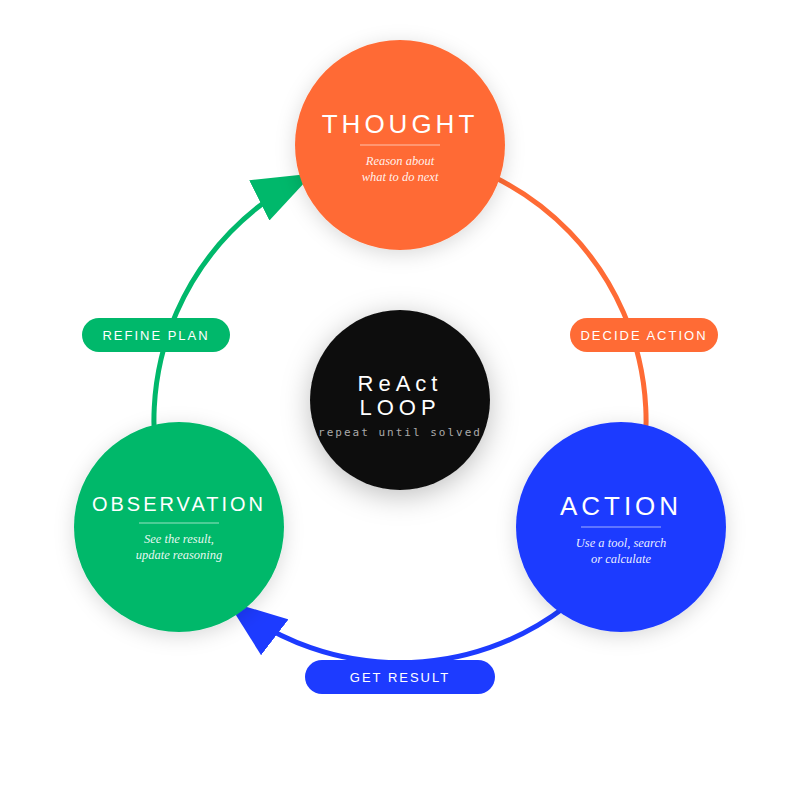 THOUGHT
Reason about
what to do next
REFINE PLAN
DECIDE ACTION
ReAct
LOOP
repeat until solved
OBSERVATION
See the result,
update reasoning
ACTION
Use a tool, search
or calculate
GET RESULT